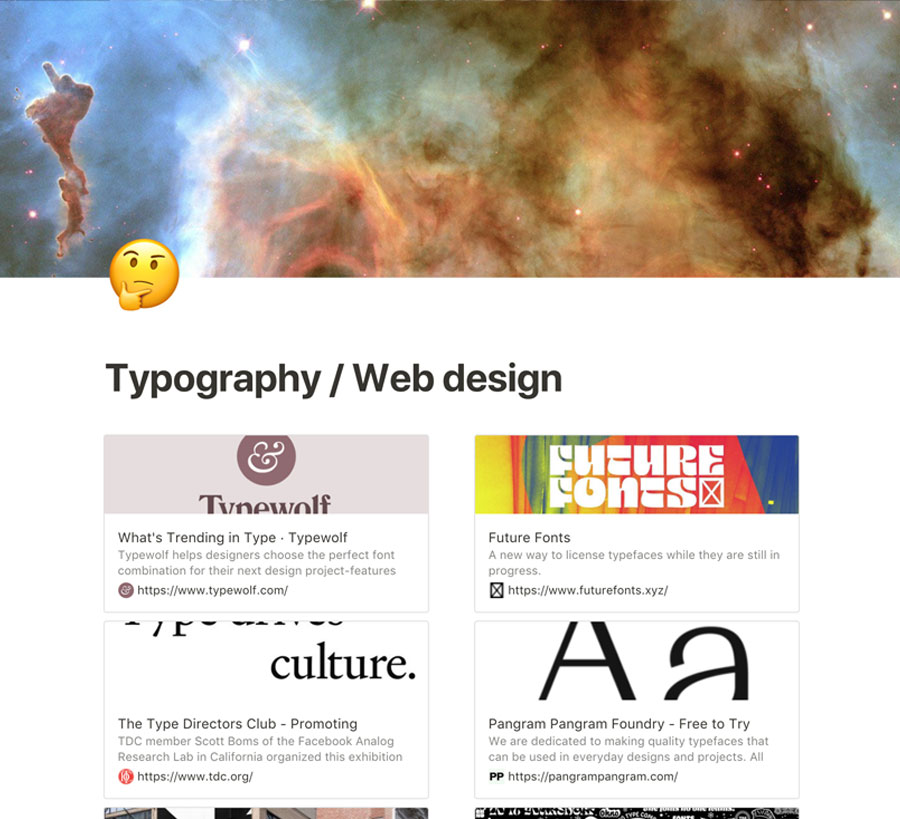 Typography / Web design
&
Typewolf
What's Trending in Type · Typewolf
Typewolf helps designers choose the perfect font
combination for their next design project-features
& https://www.typewolf.com/
FUTURE
FONTS
Future Fonts
A new way to license typefaces while they are still in
progress.
https://www.futurefonts.xyz/
Type drives
culture.
The Type Directors Club - Promoting
TDC member Scott Boms of the Facebook Analog
Research Lab in California organized this exhibition
https://www.tdc.org/
Aa
Pangram Pangram Foundry - Free to Try
We are dedicated to making quality typefaces that
can be used in everyday designs and projects. All
PP https://pangrampangram.com/